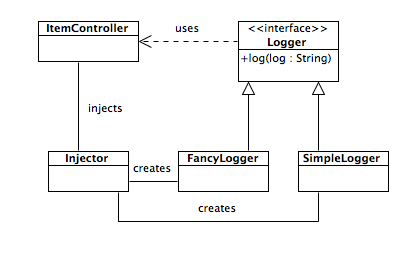 ItemController
uses
<<interface>>
Logger
+log(log : String)
injects
Injector
creates
FancyLogger
SimpleLogger
creates